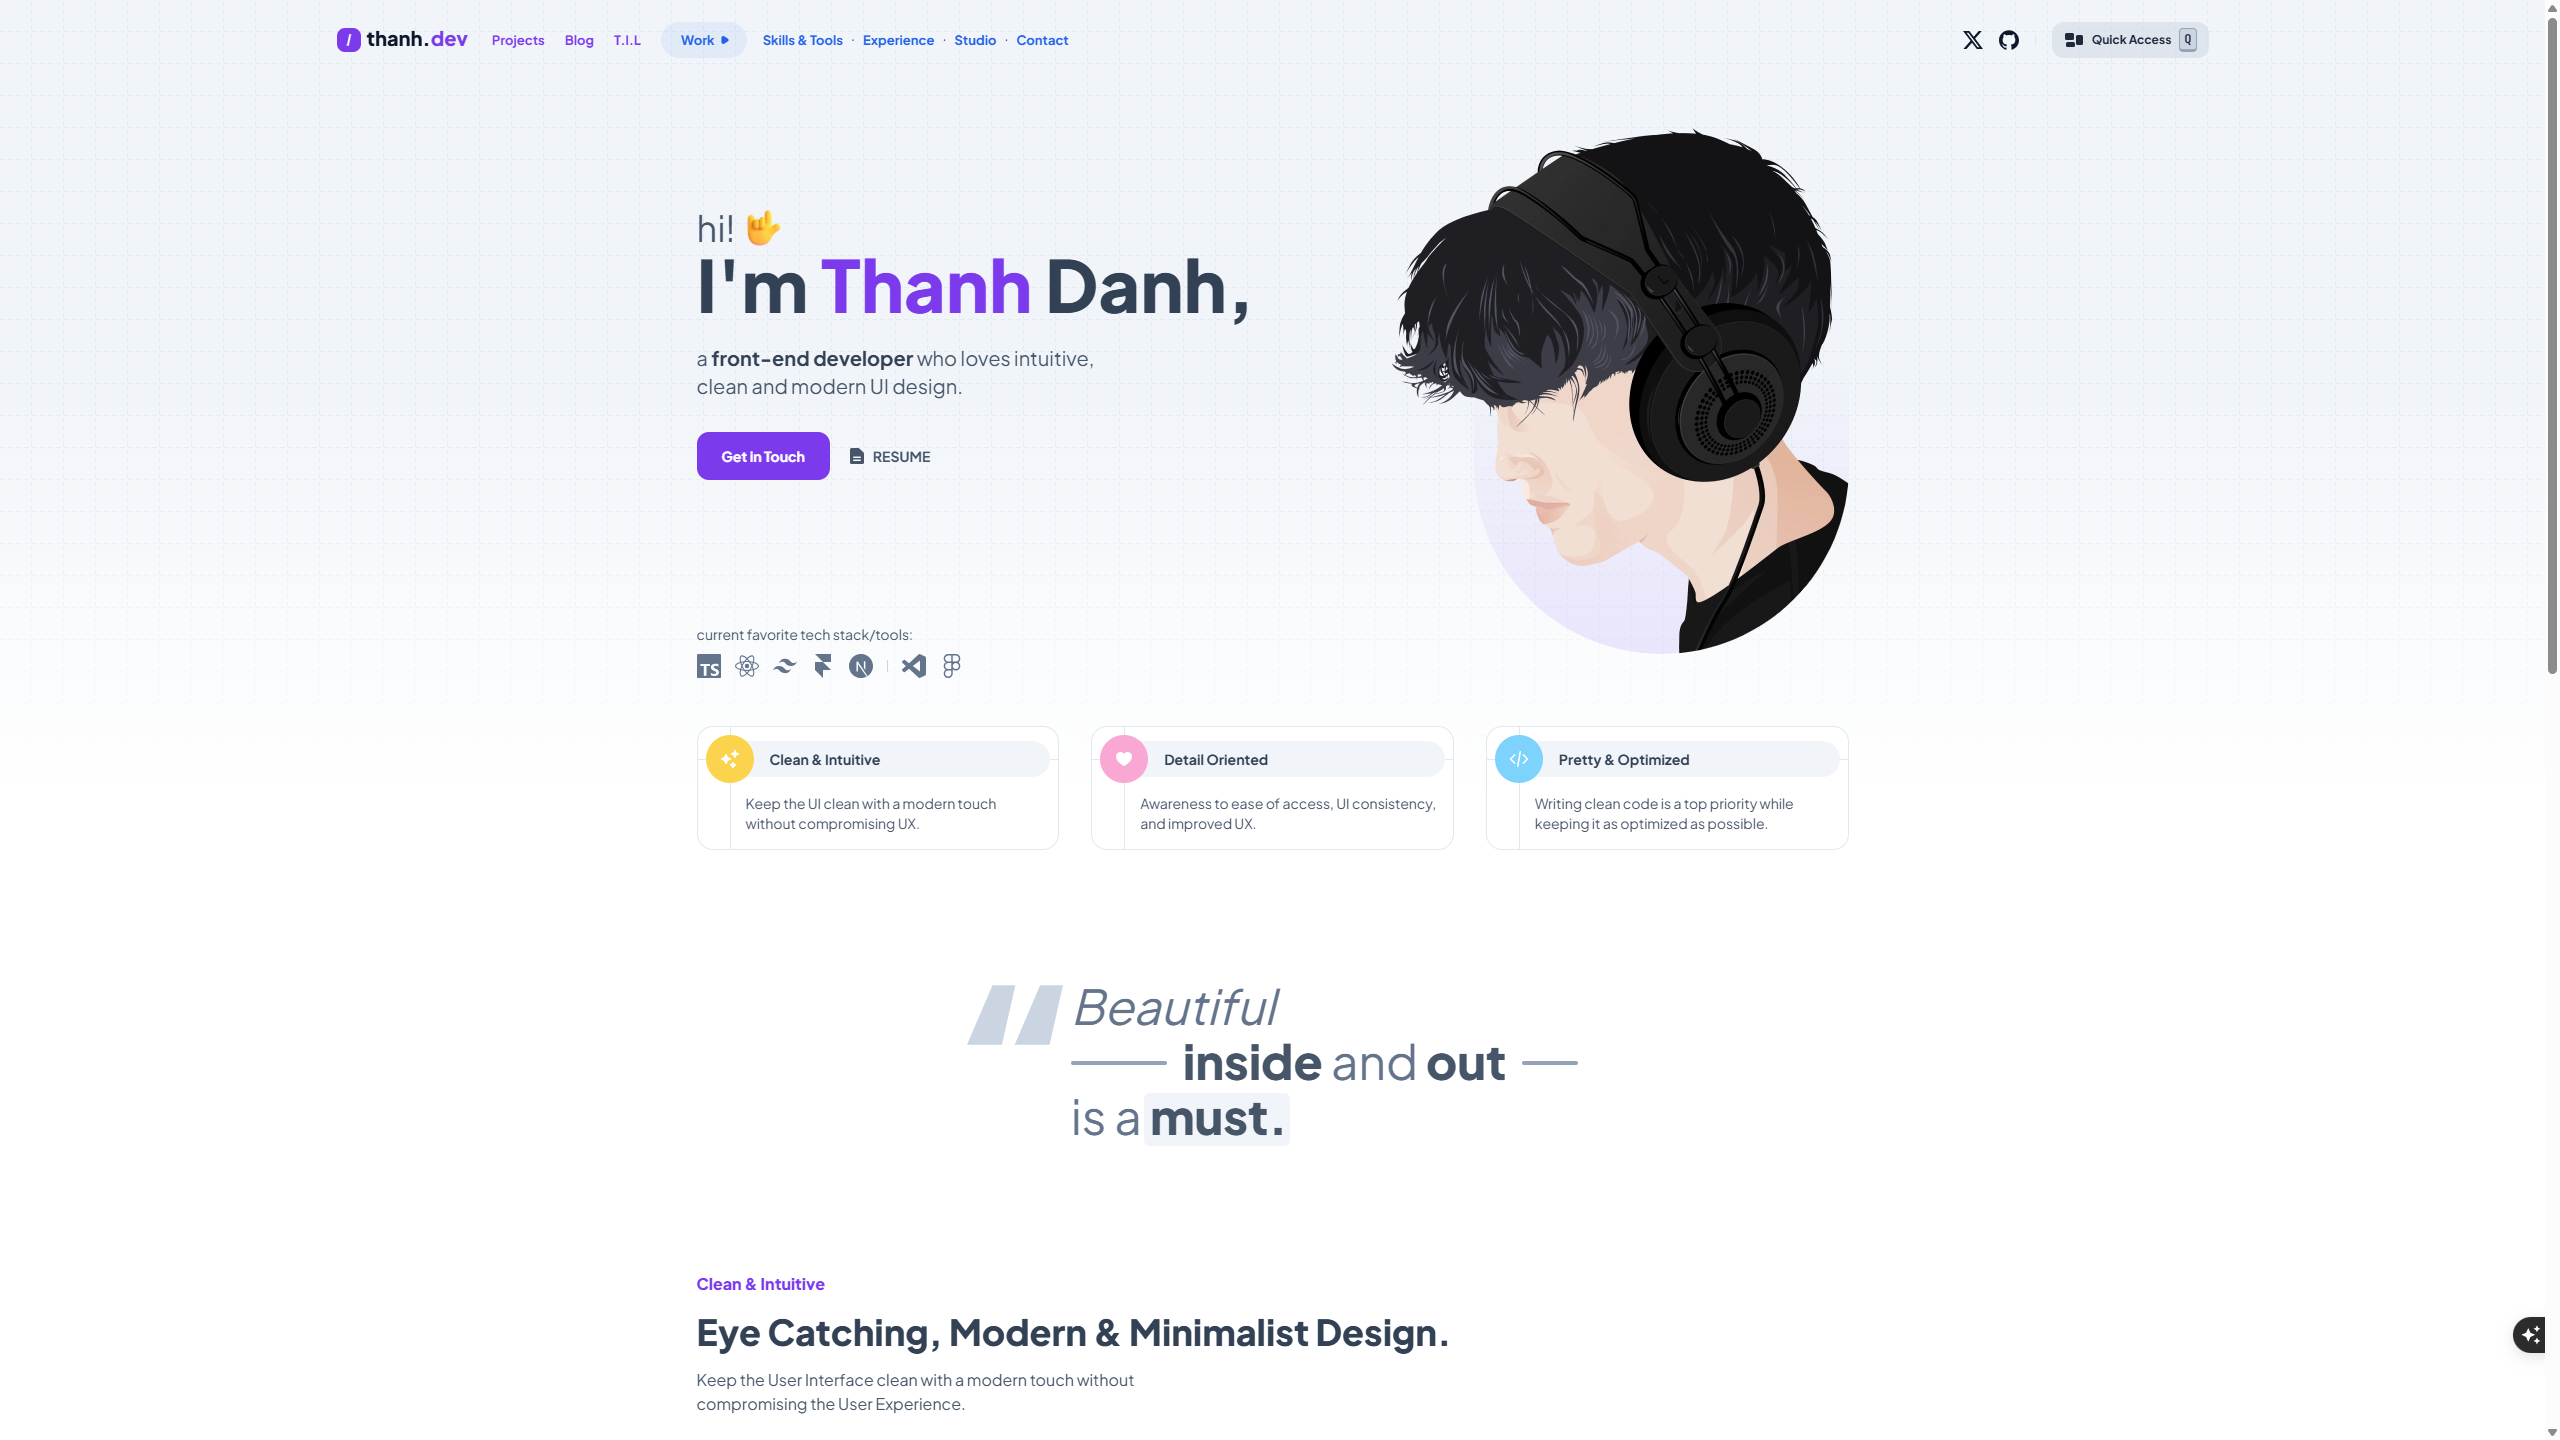 / thanh.dev Projects Blog T.I.L Work Skills & Tools · Experience · Studio · Contact Quick Access Q
hi!
I'm Thanh Danh,
a front-end developer who loves intuitive,
clean and modern UI design.
Get In Touch RESUME
current favorite tech stack/tools:
TS N
Clean & Intuitive
Keep the UI clean with a modern touch
without compromising UX.
Detail Oriented
Awareness to ease of access, UI consistency,
and improved UX.
Pretty & Optimized
Writing clean code is a top priority while
keeping it as optimized as possible.
Beautiful
inside and out
is a must.
Clean & Intuitive
Eye Catching, Modern & Minimalist Design.
Keep the User Interface clean with a modern touch without
compromising the User Experience.